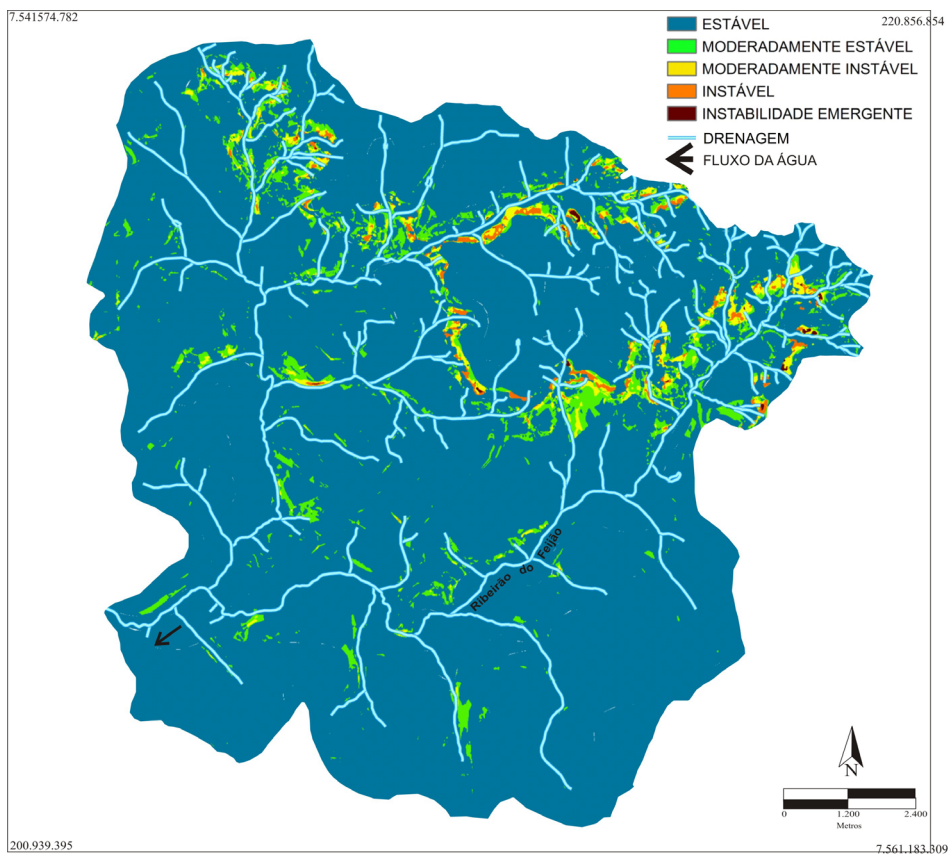 7.541574.782
220.856.854
ESTÁVEL
MODERADAMENTE ESTÁVEL
MODERADAMENTE INSTÁVEL
INSTÁVEL
INSTABILIDADE EMERGENTE
DRENAGEM
FLUXO DA ÁGUA
Ribeirão do Feijão
N
0 1.200 2.400
Metros
200.939.395
7.561.183.309